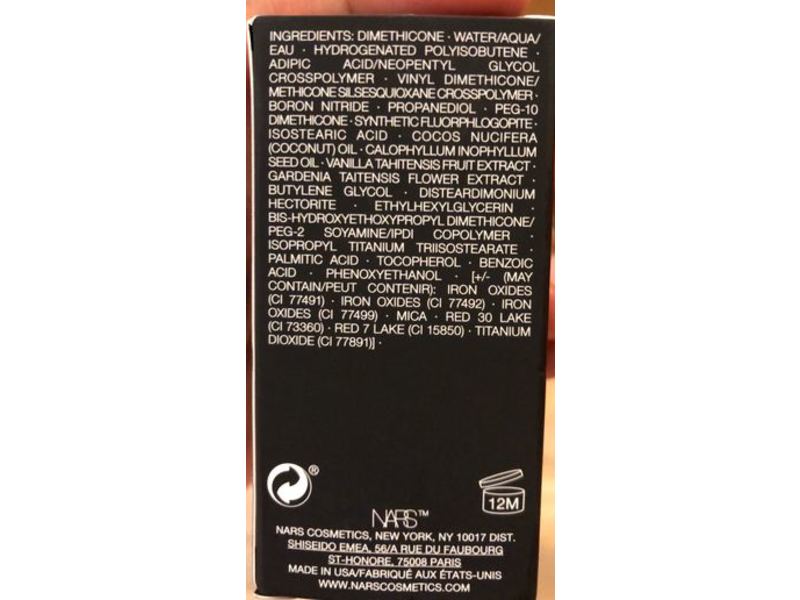 INGREDIENTS: DIMETHICONE · WATER/AQUA/
EAU · HYDROGENATED POLYISOBUTENE ·
ADIPIC ACID/NEOPENTYL GLYCOL
CROSSPOLYMER · VINYL DIMETHICONE/
METHICONE SILSESQUIOXANE CROSSPOLYMER ·
BORON NITRIDE · PROPANEDIOL · PEG-10
DIMETHICONE · SYNTHETIC FLUORPHLOGOPITE ·
ISOSTEARIC ACID · COCOS NUCIFERA
(COCONUT) OIL · CALOPHYLLUM INOPHYLLUM
SEED OIL · VANILLA TAHITENSIS FRUIT EXTRACT ·
GARDENIA TAITENSIS FLOWER EXTRACT ·
BUTYLENE GLYCOL · DISTEARDIMONIUM
HECTORITE · ETHYLHEXYLGLYCERIN ·
BIS-HYDROXYETHOXYPROPYL DIMETHICONE/
PEG-2 SOYAMINE/IPDI COPOLYMER ·
ISOPROPYL TITANIUM TRIISOSTEARATE ·
PALMITIC ACID · TOCOPHEROL · BENZOIC
ACID · PHENOXYETHANOL · [+/- (MAY
CONTAIN/PEUT CONTENIR): IRON OXIDES
(CI 77491) · IRON OXIDES (CI 77492) · IRON
OXIDES (CI 77499) · MICA · RED 30 LAKE
(CI 73360) · RED 7 LAKE (CI 15850) · TITANIUM
DIOXIDE (CI 77891)] ·
®
12M
NARS™
NARS COSMETICS, NEW YORK, NY 10017 DIST.
SHISEIDO EMEA, 56/A RUE DU FAUBOURG
ST-HONORE, 75008 PARIS
MADE IN USA/FABRIQUÉ AUX ÉTATS-UNIS
WWW.NARSCOSMETICS.COM